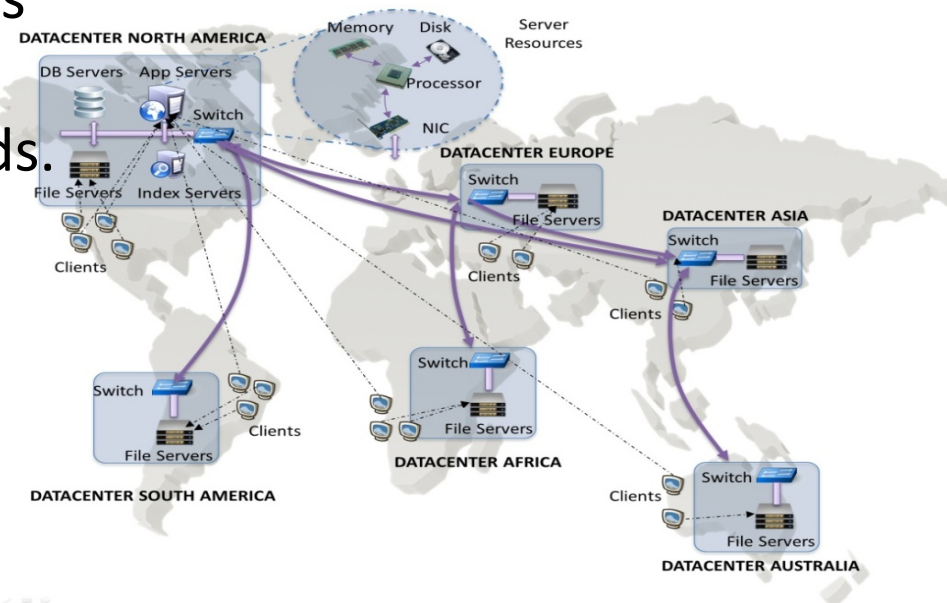 s
ds.
DATACENTER NORTH AMERICA
DB Servers
App Servers
Switch
File Servers
Index Servers
Clients
Memory
Disk
Processor
NIC
Server
Resources
DATACENTER EUROPE
Switch
File Servers
Clients
DATACENTER ASIA
Switch
File Servers
Clients
Switch
File Servers
Clients
DATACENTER SOUTH AMERICA
Switch
File Servers
DATACENTER AFRICA
Clients
Switch
File Servers
DATACENTER AUSTRALIA